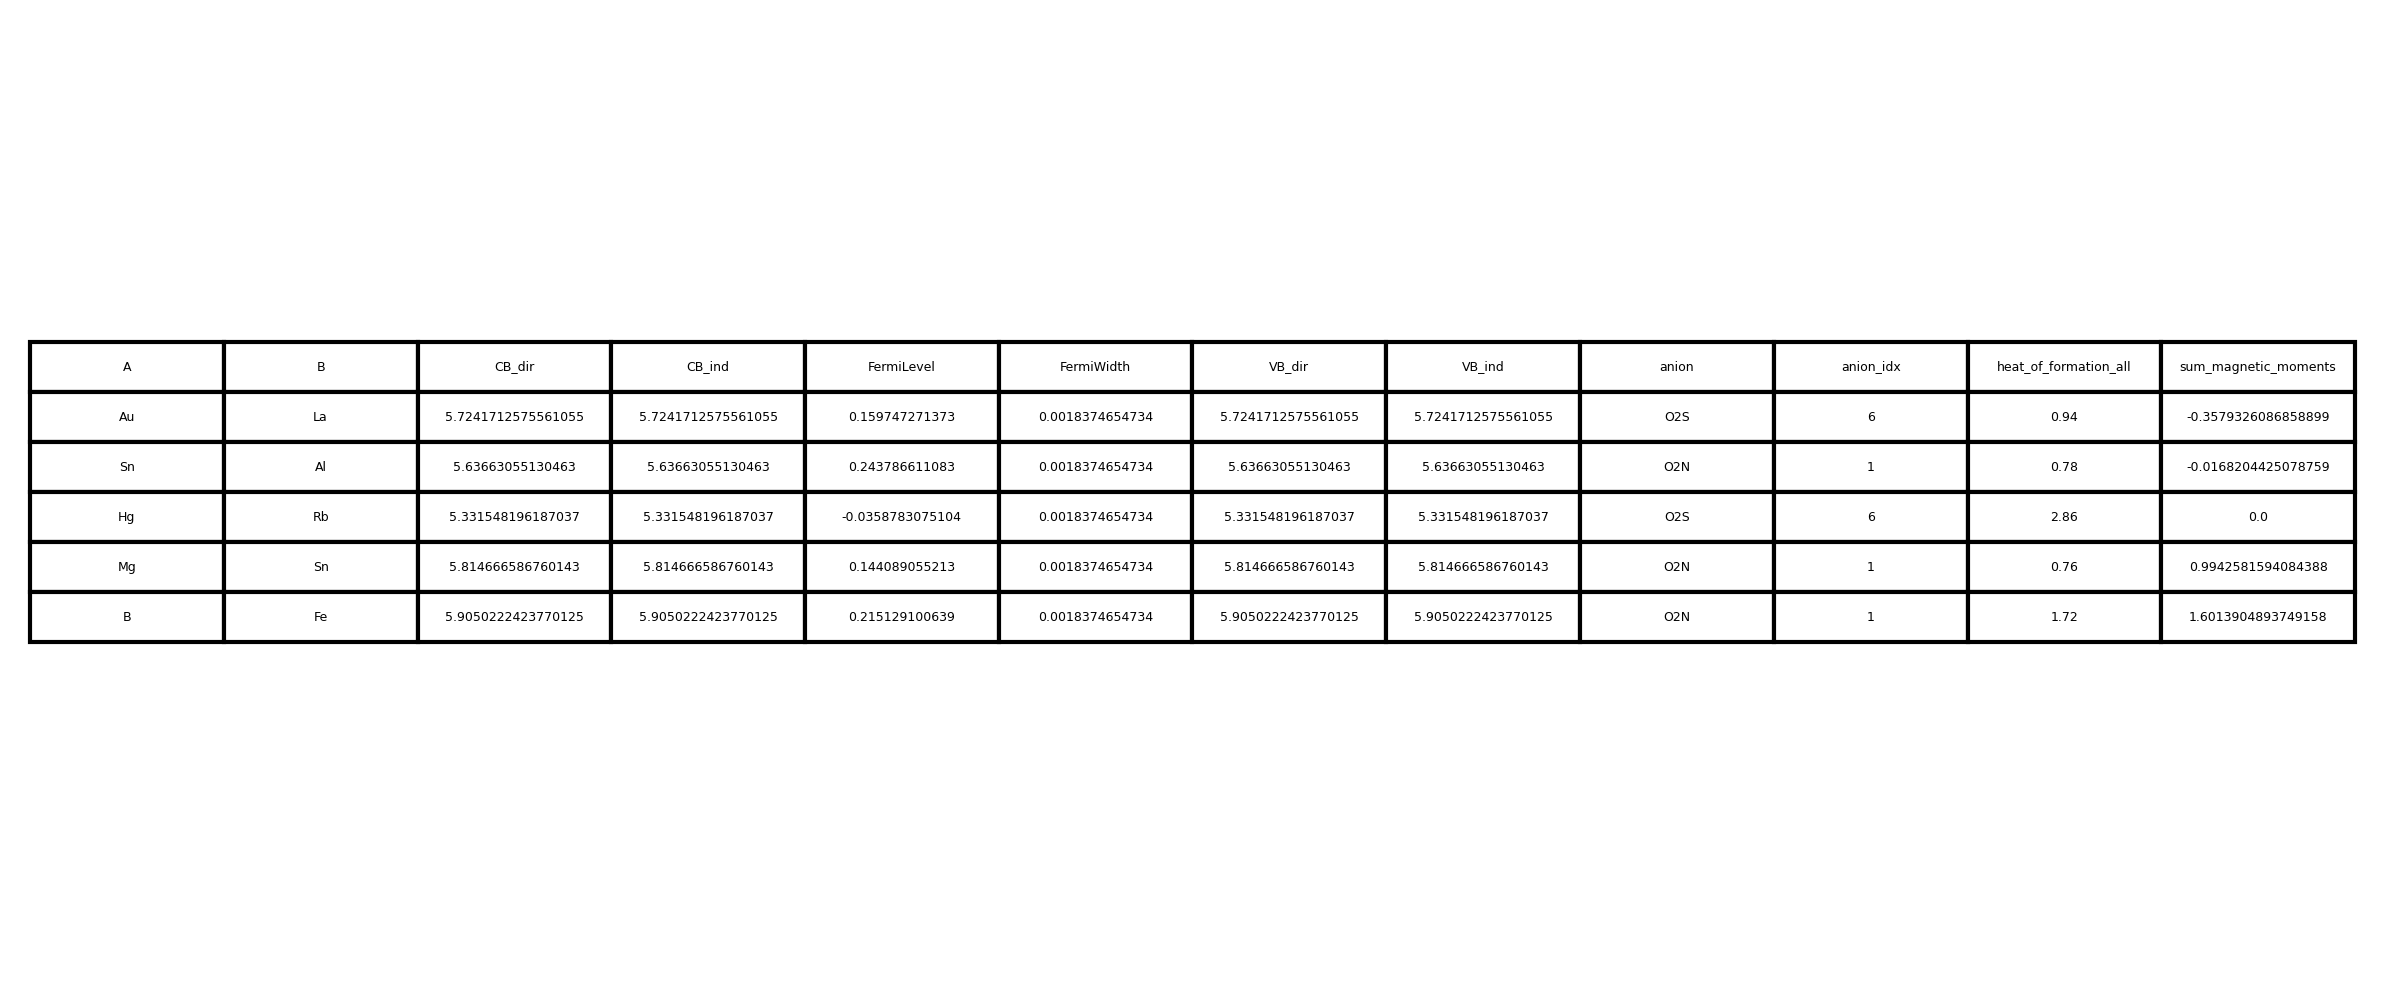 A B CB_dir CB_ind FermiLevel FermiWidth VB_dir VB_ind anion anion_idx heat_of_formation_all sum_magnetic_moments
Au La 5.7241712575561055 5.7241712575561055 0.159747271373 0.0018374654734 5.7241712575561055 5.7241712575561055 O2S 6 0.94 -0.3579326086858899
Sn Al 5.63663055130463 5.63663055130463 0.243786611083 0.0018374654734 5.63663055130463 5.63663055130463 O2N 1 0.78 -0.0168204425078759
Hg Rb 5.331548196187037 5.331548196187037 -0.0358783075104 0.0018374654734 5.331548196187037 5.331548196187037 O2S 6 2.86 0.0
Mg Sn 5.814666586760143 5.814666586760143 0.144089055213 0.0018374654734 5.814666586760143 5.814666586760143 O2N 1 0.76 0.9942581594084388
B Fe 5.9050222423770125 5.9050222423770125 0.215129100639 0.0018374654734 5.9050222423770125 5.9050222423770125 O2N 1 1.72 1.6013904893749158